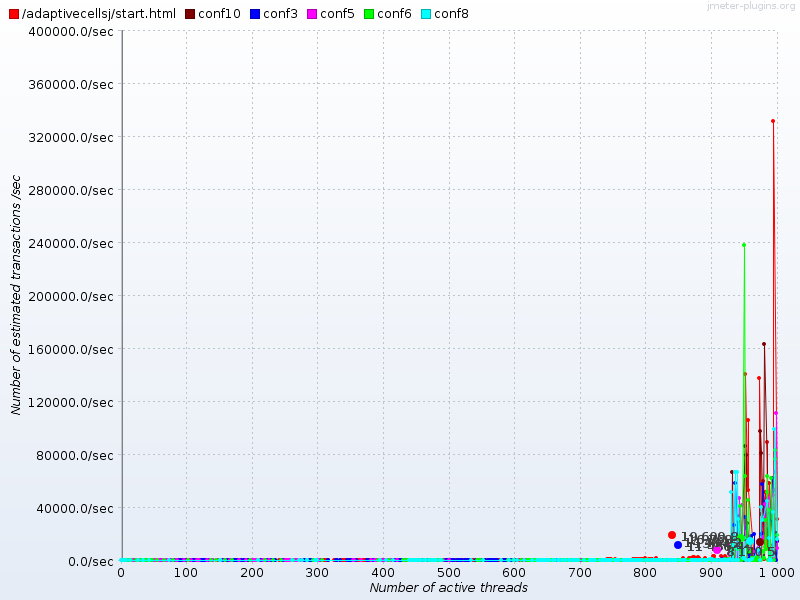 jmeter-plugins.org
/adaptivecellsj/start.html conf10 conf3 conf5 conf6 conf8
Number of estimated transactions /sec
400000.0/sec
360000.0/sec
320000.0/sec
280000.0/sec
240000.0/sec
200000.0/sec
160000.0/sec
120000.0/sec
80000.0/sec
40000.0/sec
0.0/sec
0 100 200 300 400 500 600 700 800 900 1 000
Number of active threads